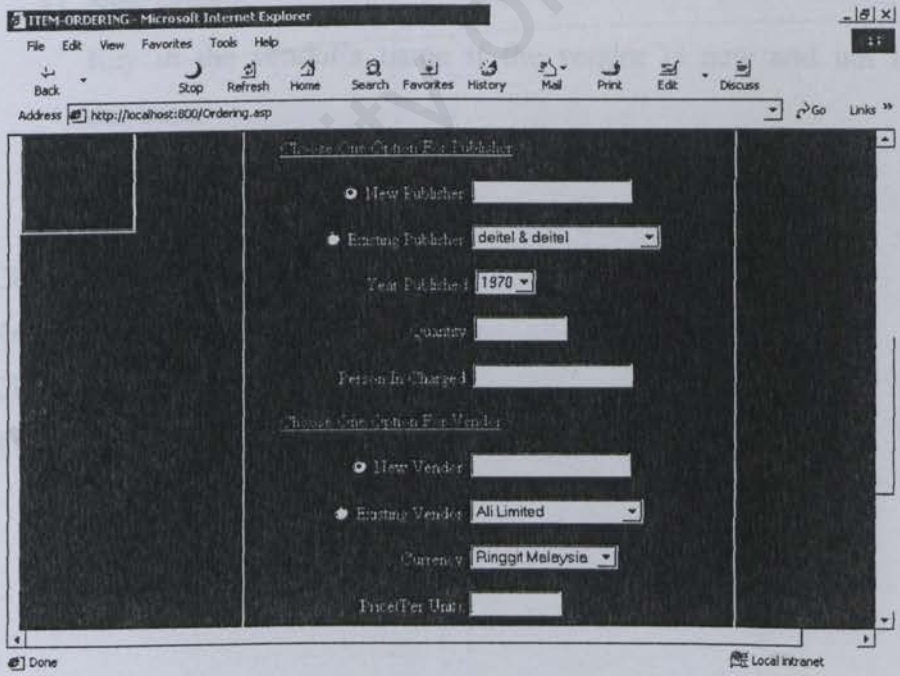 ITEM-ORDERING - Microsoft Internet Explorer
File Edit View Favorites Tools Help
Back Stop Refresh Home Search Favorites History Mail Print Edit Discuss
Address http://localhost:800/Ordering.asp Go Links »
Choose One Option For Publisher
New Publisher
Existing Publisher deitel & deitel
Year Published 1970
Quantity
Person In Charged
Choose One Option For Vendor
New Vendor
Existing Vendor Ali Limited
Currency Ringgit Malaysia
Price/Per Unit:
Done Local intranet